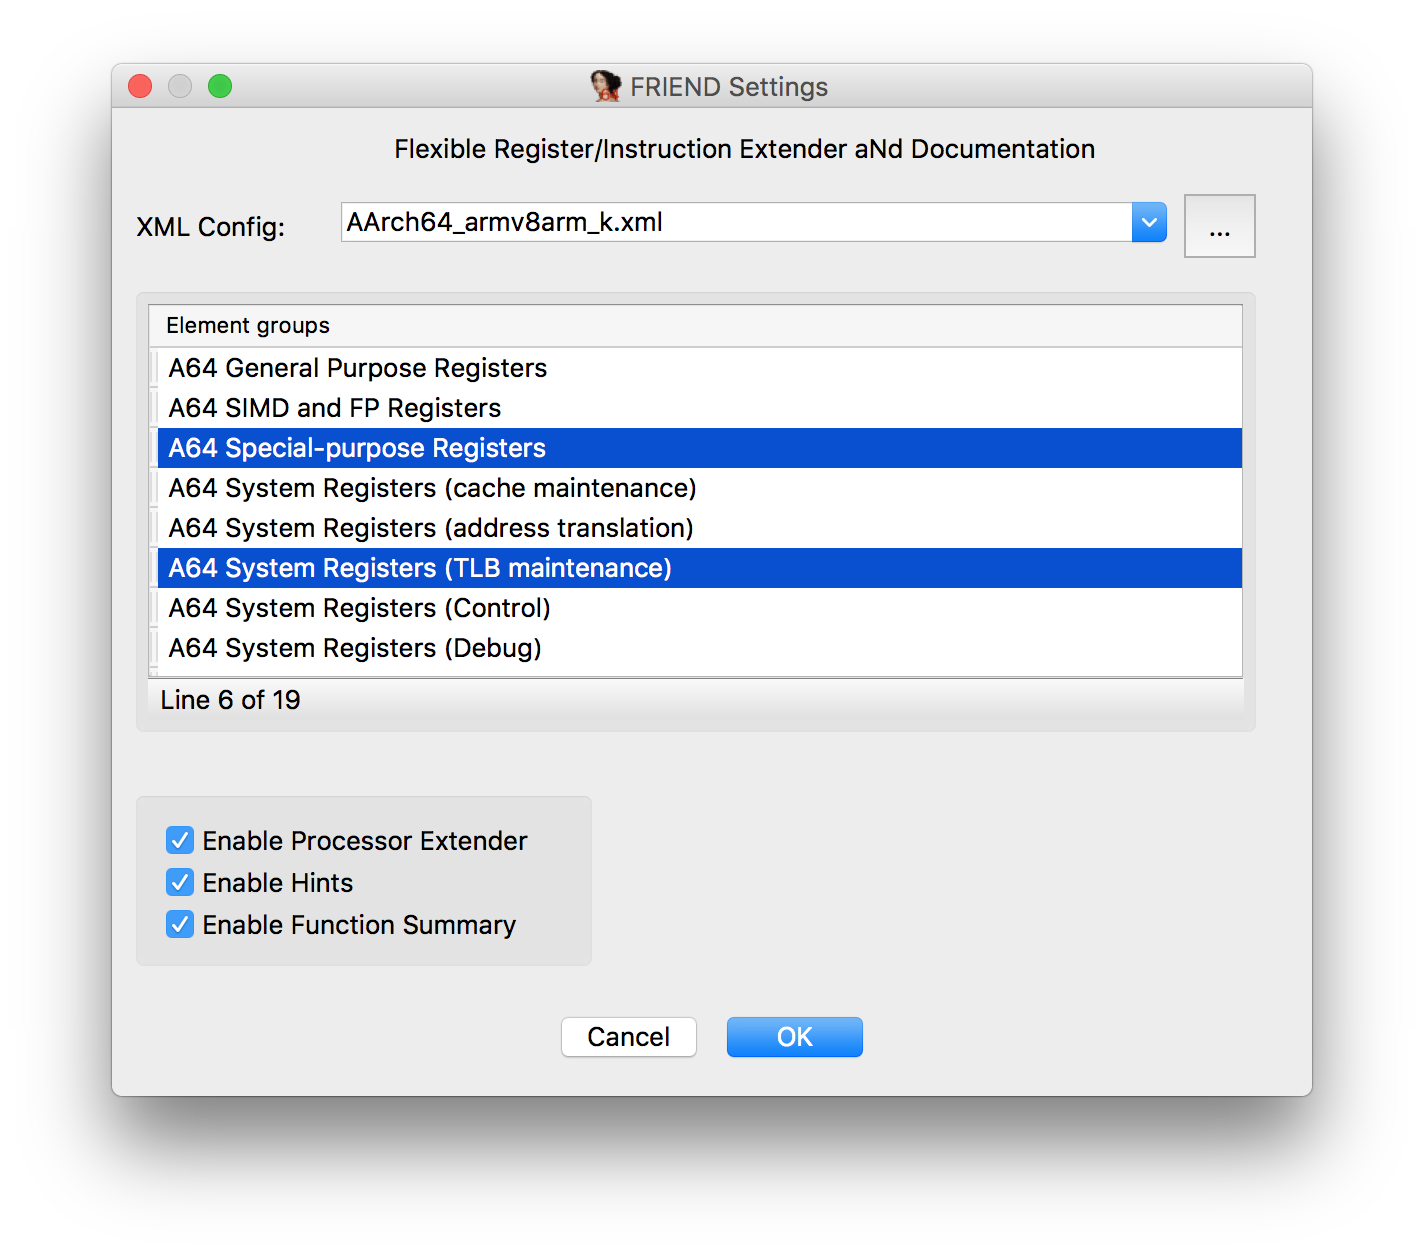 FRIEND Settings
Flexible Register/Instruction Extender aNd Documentation
XML Config:
AArch64_armv8arm_k.xml
...
Element groups
A64 General Purpose Registers
A64 SIMD and FP Registers
A64 Special-purpose Registers
A64 System Registers (cache maintenance)
A64 System Registers (address translation)
A64 System Registers (TLB maintenance)
A64 System Registers (Control)
A64 System Registers (Debug)
Line 6 of 19
Enable Processor Extender
Enable Hints
Enable Function Summary
Cancel
OK